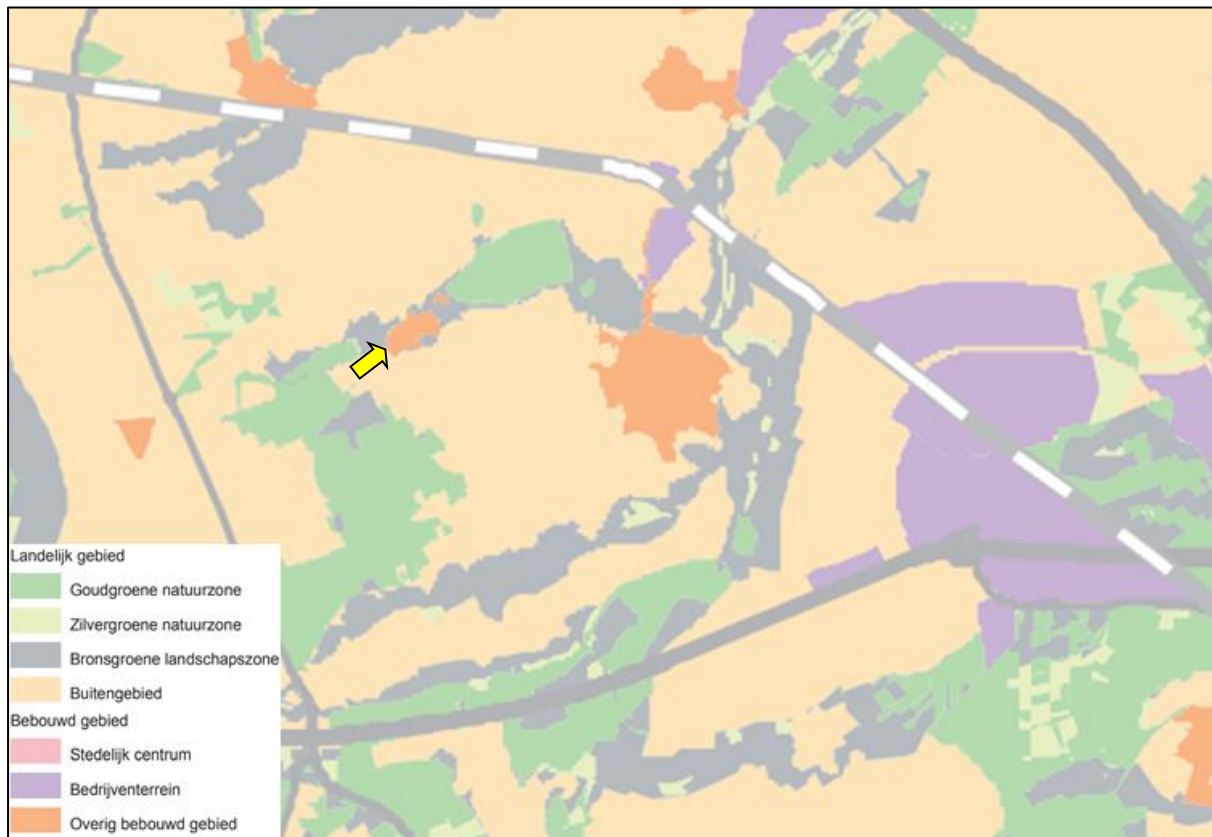 Landelijk gebied
Goudgroene natuurzone
Zilvergroene natuurzone
Bronsgroene landschapszone
Buitengebied
Bebouwd gebied
Stedelijk centrum
Bedrijventerrein
Overig bebouwd gebied